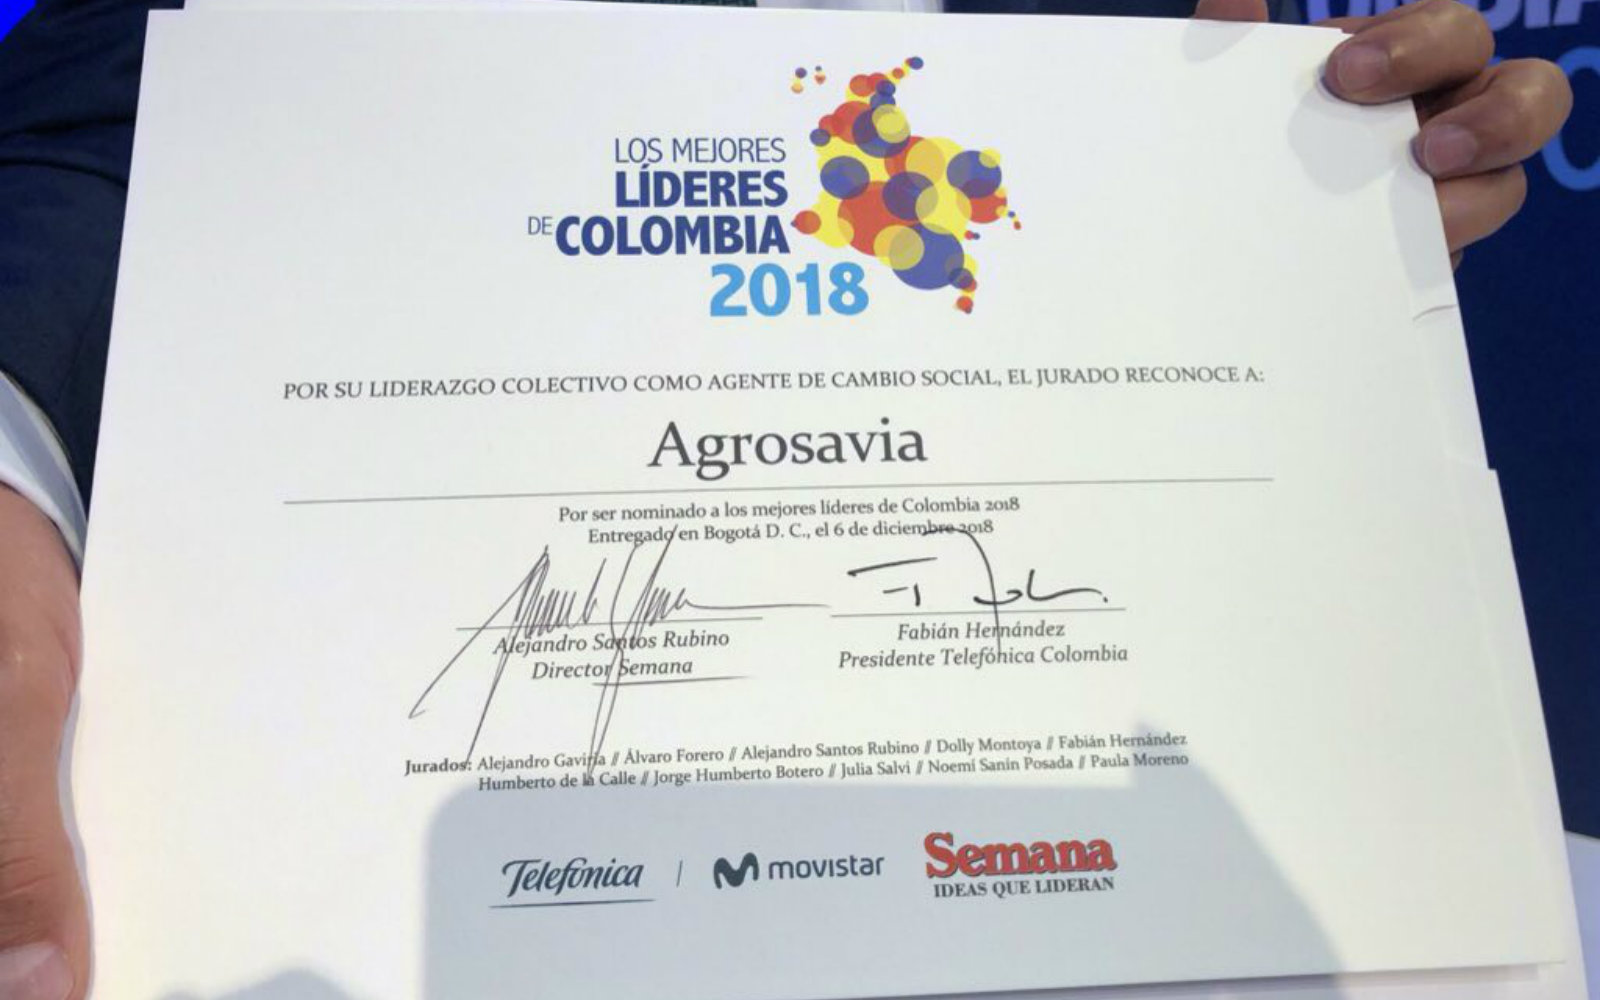 LOS MEJORES
LÍDERES
DE COLOMBIA
2018
POR SU LIDERAZGO COLECTIVO COMO AGENTE DE CAMBIO SOCIAL, EL JURADO RECONOCE A:
Agrosavia
Por ser nominado a los mejores líderes de Colombia 2018
Entregado en Bogotá D. C., el 6 de diciembre 2018
Alejandro Santos Rubino
Director Semana
Fabián Hernández
Presidente Telefónica Colombia
Jurados: Alejandro Gaviria // Álvaro Forero // Alejandro Santos Rubino // Dolly Montoya // Fabián Hernández
Humberto de la Calle // Jorge Humberto Botero // Julia Salvi // Noemí Sanín Posada // Paula Moreno
Telefónica | movistar
Semana
IDEAS QUE LIDERAN